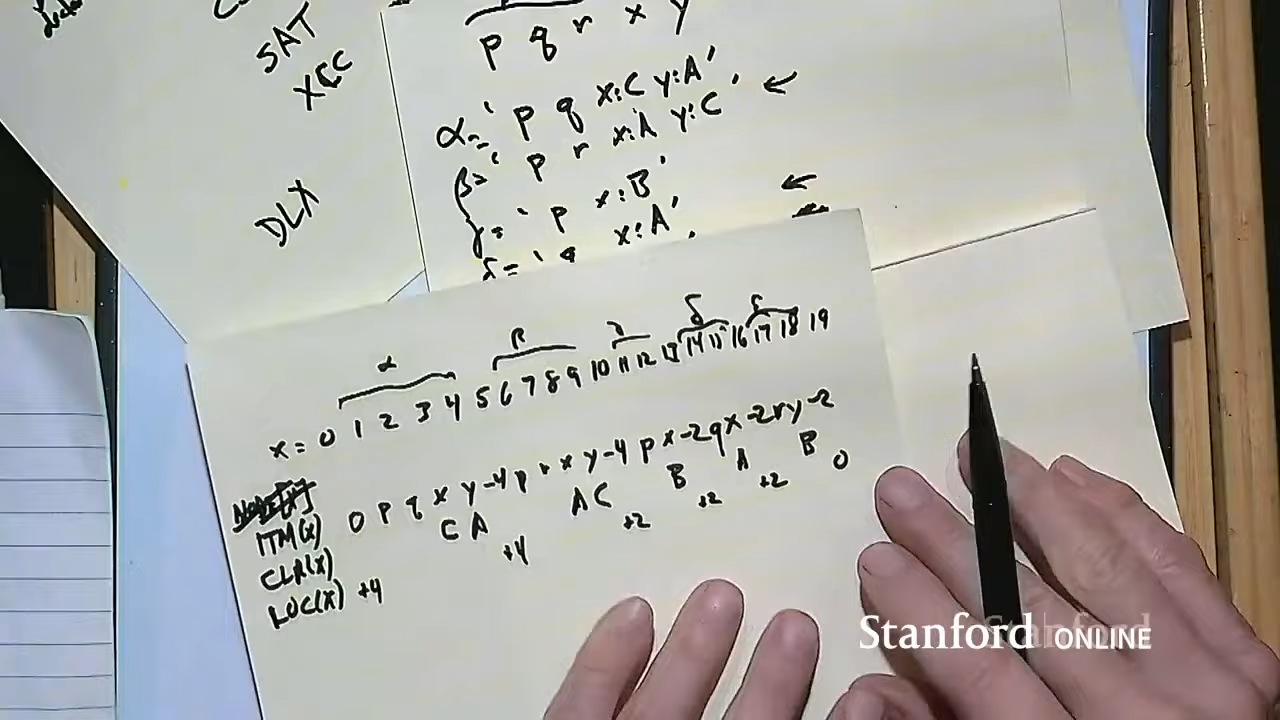 SAT
XCC
DLX
p q r x y
α= ' p q x:C y:A' ←
β= ' p r x:A y:C'
γ= ' p x:B' ←
δ= ' q x:A'
α β γ δ ε
x = 0 1 2 3 4 5 6 7 8 9 10 11 12 13 14 15 16 17 18 19
ITM(x) 0 p q x y -4 p r x y -4 p x -2 q x -2 r y -2
CLR(x) C A A C B A B 0
LOC(x) +4 +4 +2 +2 +2
Stanford ONLINE